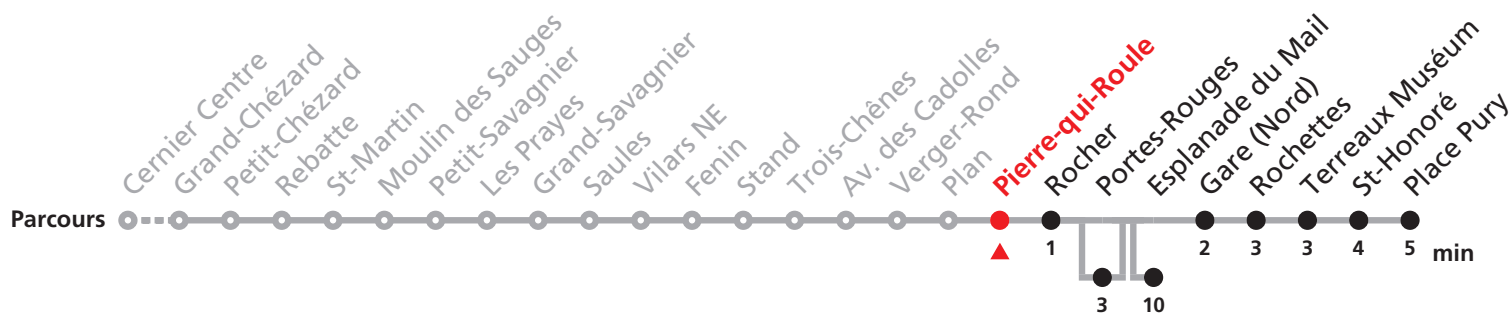 Cernier Centre
Grand-Chézard
Petit-Chézard
Rebatte
St-Martin
Moulin des Sauges
Petit-Savagnier
Les Prayes
Grand-Savagnier
Saules
Vilars NE
Fenin
Stand
Trois-Chênes
Av. des Cadolles
Verger-Rond
Plan
Pierre-qui-Roule
Rocher
Portes-Rouges
Esplanade du Mail
Gare (Nord)
Rochettes
Terreaux Muséum
St-Honoré
Place Pury
Parcours
1 2 3 3 4 5 min
3 10